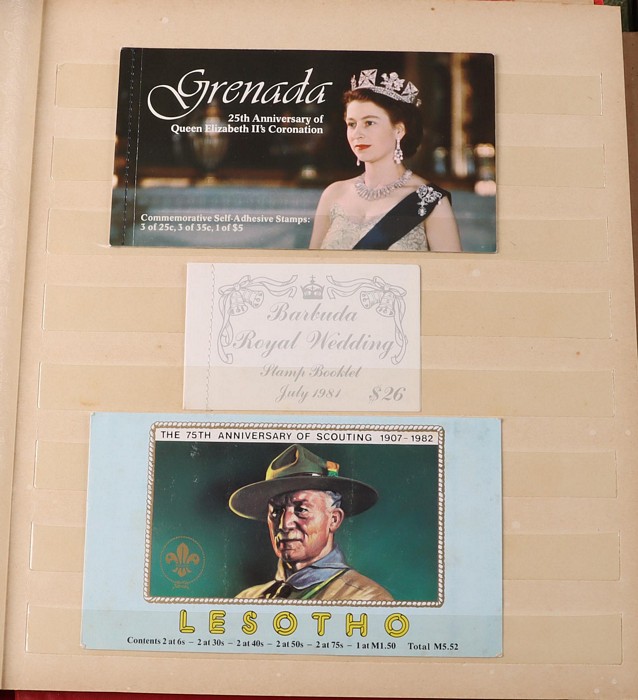 Grenada
25th Anniversary of
Queen Elizabeth II's Coronation
Commemorative Self-Adhesive Stamps:
3 of 25c, 3 of 35c, 1 of $5
Barbuda
Royal Wedding
Stamp Booklet
July 1981 $26
THE 75TH ANNIVERSARY OF SCOUTING 1907-1982
LESOTHO
Contents 2 at 6s - 2 at 30s - 2 at 40s - 2 at 50s - 2 at 75s - 1 at M1.50 Total M5.52